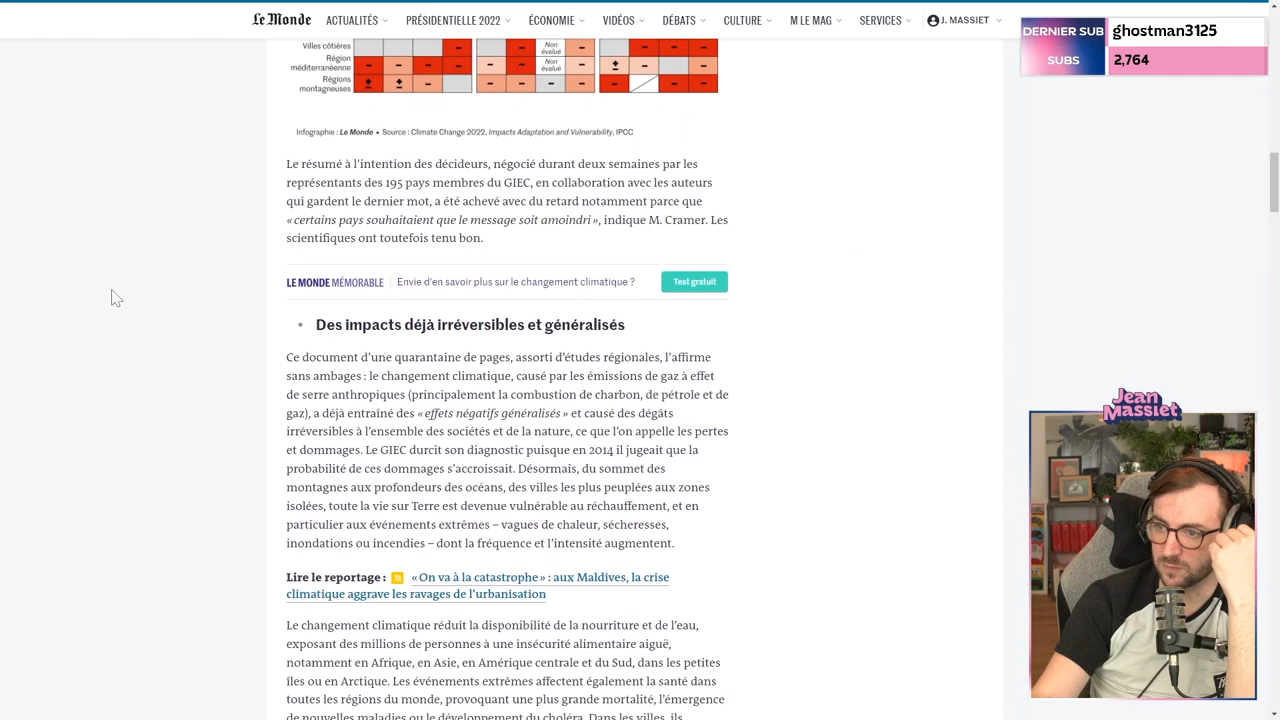 Le Monde
ACTUALITÉS
PRÉSIDENTIELLE 2022
ÉCONOMIE
VIDÉOS
DÉBATS
CULTURE
M LE MAG
SERVICES
J. MASSIET
DERNIER SUB
ghostman3125
SUBS
2,764
Villes côtières
- - Non évalué - - - -
Région méditerranéenne
- - - - - - Non évalué - ± - -
Régions montagneuses
± ± - - - - - - - -
Infographie : Le Monde • Source : Climate Change 2022, Impacts Adaptation and Vulnerability, IPCC
Le résumé à l’intention des décideurs, négocié durant deux semaines par les
représentants des 195 pays membres du GIEC, en collaboration avec les auteurs
qui gardent le dernier mot, a été achevé avec du retard notamment parce que
« certains pays souhaitaient que le message soit amoindri », indique M. Cramer. Les
scientifiques ont toutefois tenu bon.
LE MONDE MÉMORABLE
Envie d'en savoir plus sur le changement climatique ?
Test gratuit
• Des impacts déjà irréversibles et généralisés
Ce document d’une quarantaine de pages, assorti d’études régionales, l’affirme
sans ambages : le changement climatique, causé par les émissions de gaz à effet
de serre anthropiques (principalement la combustion de charbon, de pétrole et de
gaz), a déjà entraîné des « effets négatifs généralisés » et causé des dégâts
irréversibles à l’ensemble des sociétés et de la nature, ce que l’on appelle les pertes
et dommages. Le GIEC durcit son diagnostic puisque en 2014 il jugeait que la
probabilité de ces dommages s’accroissait. Désormais, du sommet des
montagnes aux profondeurs des océans, des villes les plus peuplées aux zones
isolées, toute la vie sur Terre est devenue vulnérable au réchauffement, et en
particulier aux événements extrêmes – vagues de chaleur, sécheresses,
inondations ou incendies – dont la fréquence et l’intensité augmentent.
Lire le reportage : « On va à la catastrophe » : aux Maldives, la crise
climatique aggrave les ravages de l’urbanisation
Le changement climatique réduit la disponibilité de la nourriture et de l’eau,
exposant des millions de personnes à une insécurité alimentaire aiguë,
notamment en Afrique, en Asie, en Amérique centrale et du Sud, dans les petites
îles ou en Arctique. Les événements extrêmes affectent également la santé dans
toutes les régions du monde, provoquant une plus grande mortalité, l’émergence
de nouvelles maladies ou le développement du choléra. Dans les villes, ils
Jean
Massiet